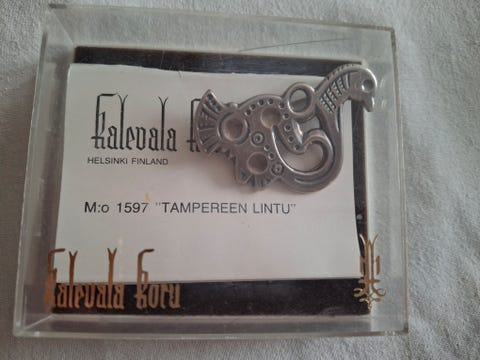 Kalevala K
HELSINKI FINLAND
M:o 1597 "TAMPEREEN LINTU"
Kalevala Koru